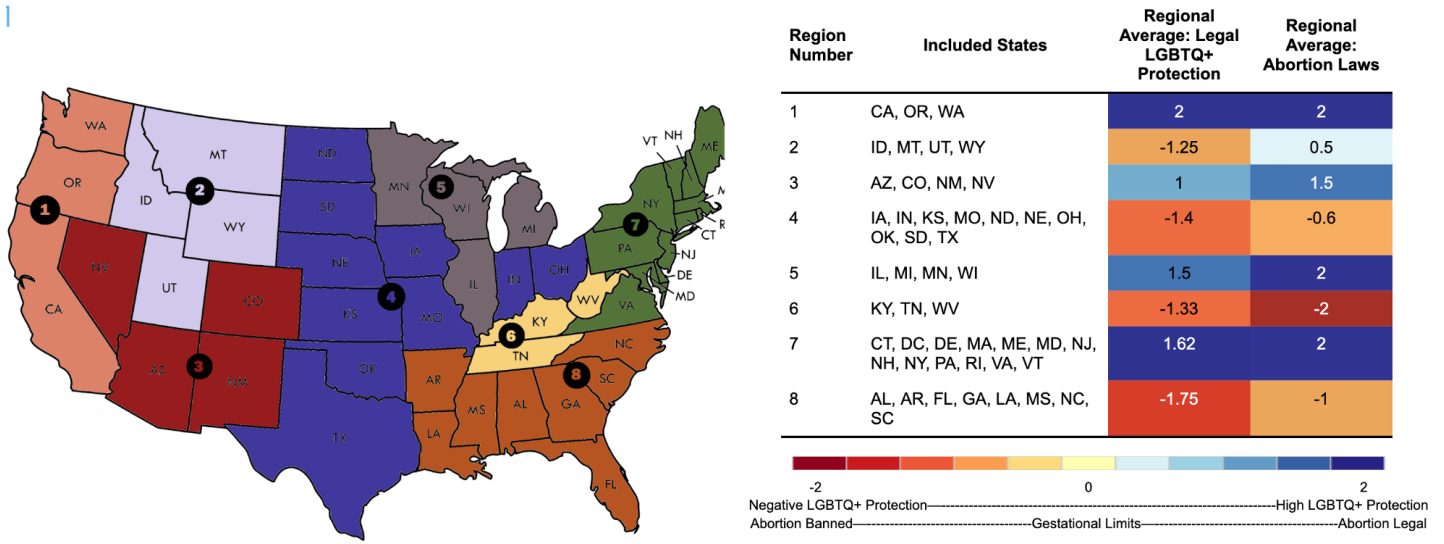 WA
OR
CA
NV
ID
MT
WY
UT
CO
AZ
NM
ND
SD
NE
KS
OK
TX
MN
IA
MO
WI
IL
MI
IN
OH
KY
WV
TN
AR
LA
MS
AL
GA
FL
SC
NC
VA
PA
NY
VT
NH
ME
CT
NJ
DE
MD
1
2
3
4
5
6
7
8
Region Number
Included States
Regional Average: Legal LGBTQ+ Protection
Regional Average: Abortion Laws
1 CA, OR, WA 2 2
2 ID, MT, UT, WY -1.25 0.5
3 AZ, CO, NM, NV 1 1.5
4 IA, IN, KS, MO, ND, NE, OH, -1.4 -0.6
OK, SD, TX
5 IL, MI, MN, WI 1.5 2
6 KY, TN, WV -1.33 -2
7 CT, DC, DE, MA, ME, MD, NJ, 1.62 2
NH, NY, PA, RI, VA, VT
8 AL, AR, FL, GA, LA, MS, NC, -1.75 -1
SC
-2 0 2
Negative LGBTQ+ Protection High LGBTQ+ Protection
Abortion Banned Gestational Limits Abortion Legal